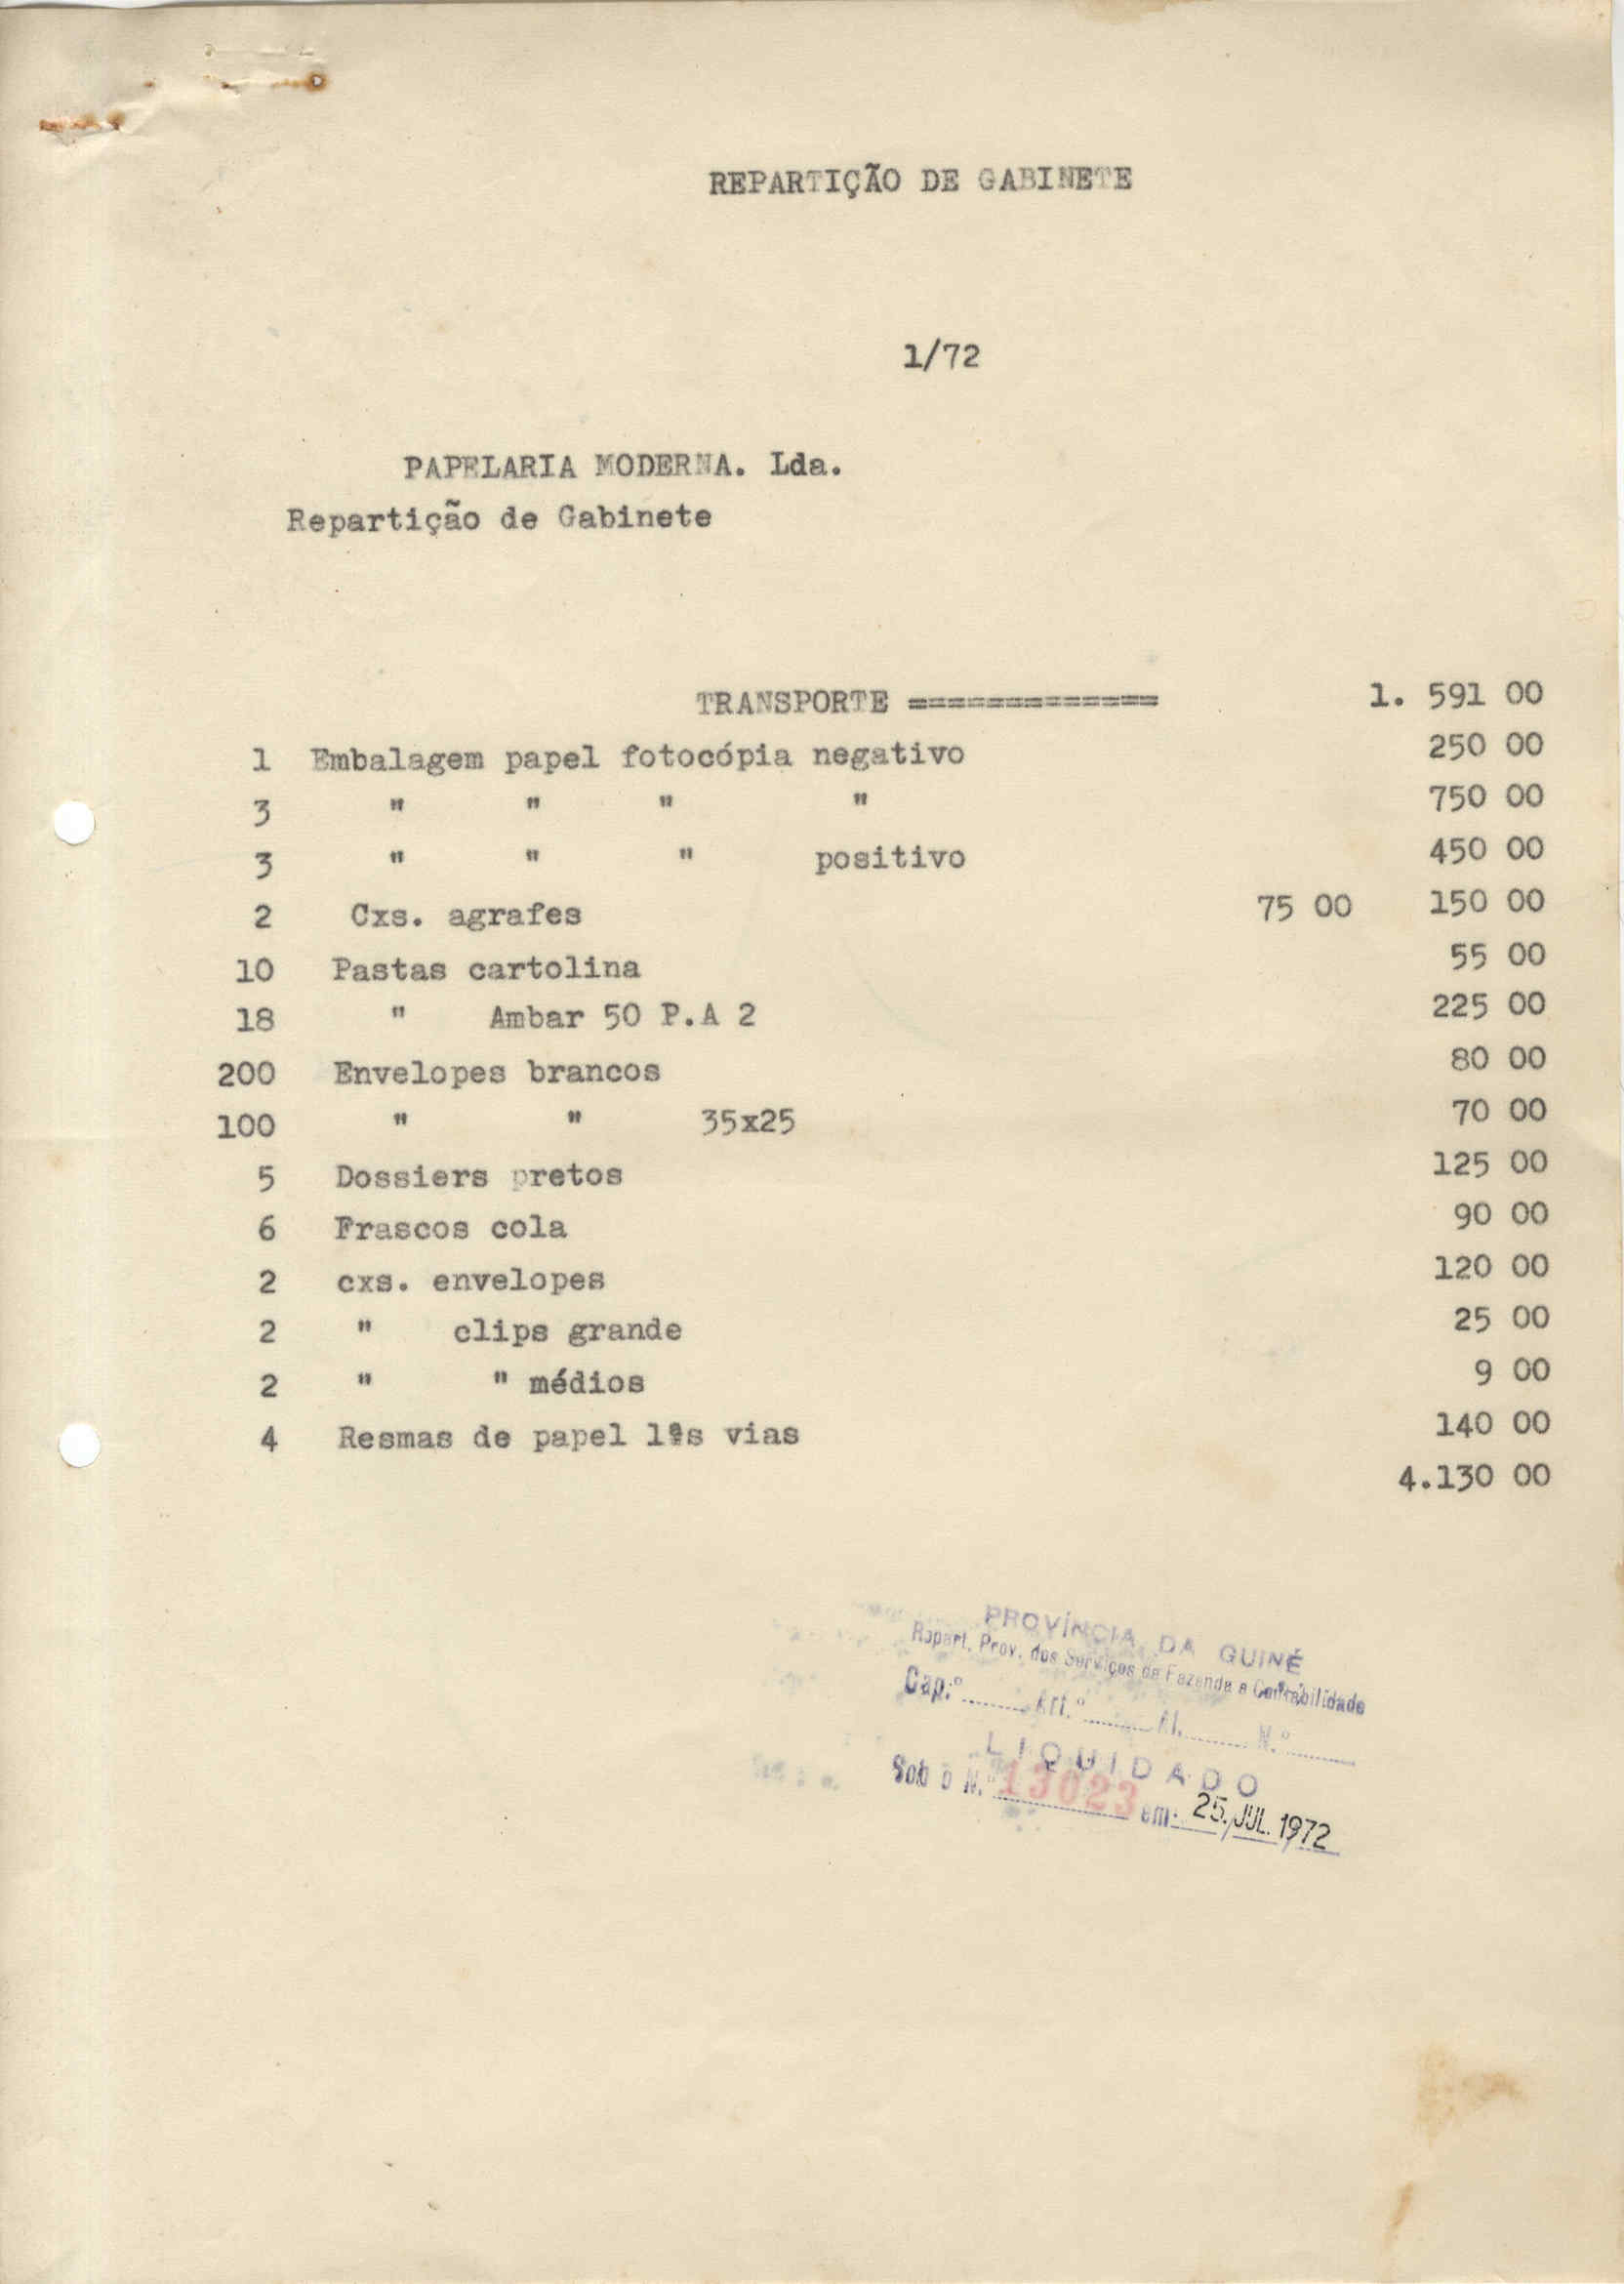 REPARTIÇÃO DE GABINETE
1/72
PAPELARIA MODERNA. Lda.
Repartição de Gabinete
TRANSPORTE ============= 1. 591 00
1 Embalagem papel fotocópia negativo 250 00
3 " " " " 750 00
3 " " " positivo 450 00
2 Cxs. agrafes 75 00 150 00
10 Pastas cartolina 55 00
18 " Ambar 50 P.A 2 225 00
200 Envelopes brancos 80 00
100 " " 35x25 70 00
5 Dossiers pretos 125 00
6 Frascos cola 90 00
2 cxs. envelopes 120 00
2 " clips grande 25 00
2 " " médios 9 00
4 Resmas de papel 1ªs vias 140 00
4.130 00
PROVÍNCIA DA GUINÉ
Repart. Prov. dos Serviços de Fazenda e Contabilidade
Cap.º ........ Art.º ........ Al. ........ N.º ........
LIQUIDADO
Sob o N.º 13023 em 25. JUL. 1972